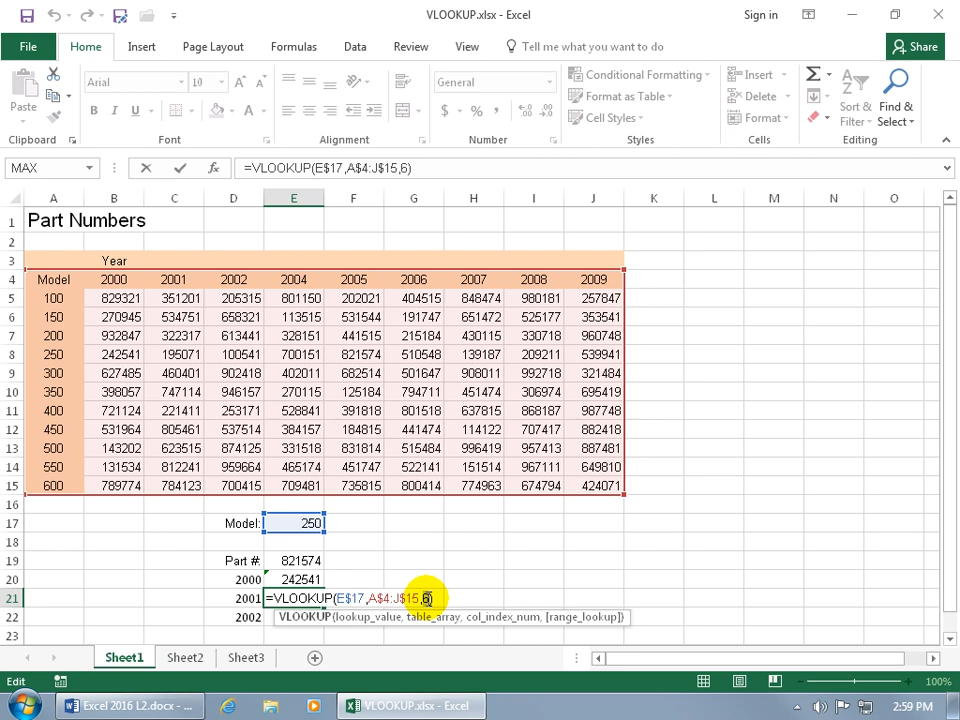 VLOOKUP.xlsx - Excel
Sign in
File Home Insert Page Layout Formulas Data Review View Tell me what you want to do Share
Paste
Arial 10 A A
B I U A
General
$ % , .0 .00 .00 .0
Conditional Formatting
Format as Table
Cell Styles
Insert
Delete
Format
Sort & Filter
Find & Select
Clipboard Font Alignment Number Styles Cells Editing
MAX fx =VLOOKUP(E$17,A$4:J$15,6)
A B C D E F G H I J K L M N O
1 Part Numbers
2
3 Year
4 Model 2000 2001 2002 2004 2005 2006 2007 2008 2009
5 100 829321 351201 205315 801150 202021 404515 848474 980181 257847
6 150 270945 534751 658321 113515 531544 191747 651472 525177 353541
7 200 932847 322317 613441 328151 441515 215184 430115 330718 960748
8 250 242541 195071 100541 700151 821574 510548 139187 209211 539941
9 300 627485 460401 902418 402011 682514 501647 908011 992718 321484
10 350 398057 747114 946157 270115 125184 794711 451474 306974 695419
11 400 721124 221411 253171 528841 391818 801518 637815 868187 987748
12 450 531964 805461 537514 384157 184815 441474 114122 707417 882418
13 500 143202 623515 874125 331518 831814 515484 996419 957413 887481
14 550 131534 812241 959664 465174 451747 522141 151514 967111 649810
15 600 789774 784123 700415 709481 735815 800414 774963 674794 424071
16
17 Model: 250
18
19 Part #: 821574
20 2000 242541
21 2001 =VLOOKUP(E$17,A$4:J$15,6)
22 2002 VLOOKUP(lookup_value, table_array, col_index_num, [range_lookup])
23
Sheet1 Sheet2 Sheet3
Edit 100%
Excel 2016 L2.docx - ... VLOOKUP.xlsx - Excel 2:59 PM